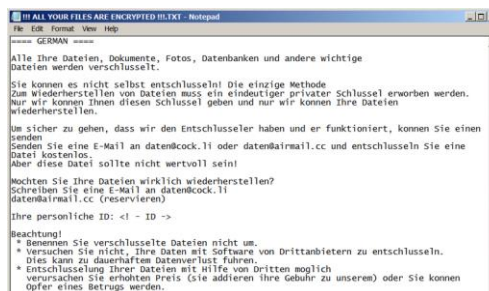 !!! ALL YOUR FILES ARE ENCRYPTED !!!.TXT - Notepad
File Edit Format View Help
==== GERMAN ====
Alle Ihre Dateien, Dokumente, Fotos, Datenbanken und andere wichtige
Dateien werden verschlusselt.
Sie konnen es nicht selbst entschlusseln! Die einzige Methode
Zum Wiederherstellen von Dateien muss ein eindeutiger privater Schlussel erworben werden.
Nur wir konnen Ihnen diesen Schlussel geben und nur wir konnen Ihre Dateien
wiederherstellen.
Um sicher zu gehen, dass wir den Entschlusseler haben und er funktioniert, konnen Sie einen
senden
Senden Sie eine E-Mail an daten@cock.li oder daten@airmail.cc und entschlusseln Sie eine
Datei kostenlos.
Aber diese Datei sollte nicht wertvoll sein!
Mochten Sie Ihre Dateien wirklich wiederherstellen?
Schreiben Sie eine E-Mail an daten@cock.li
daten@airmail.cc (reservieren)
Ihre personliche ID: <! - ID ->
Beachtung!
* Benennen Sie verschlusselte Dateien nicht um.
* Versuchen Sie nicht, Ihre Daten mit Software von Drittanbietern zu entschlusseln.
Dies kann zu dauerhaftem Datenverlust fuhren.
* Entschlusselung Ihrer Dateien mit Hilfe von Dritten moglich
verursachen Sie erhohten Preis (sie addieren ihre Gebuhr zu unserem) oder Sie konnen
Opfer eines Betrugs werden.